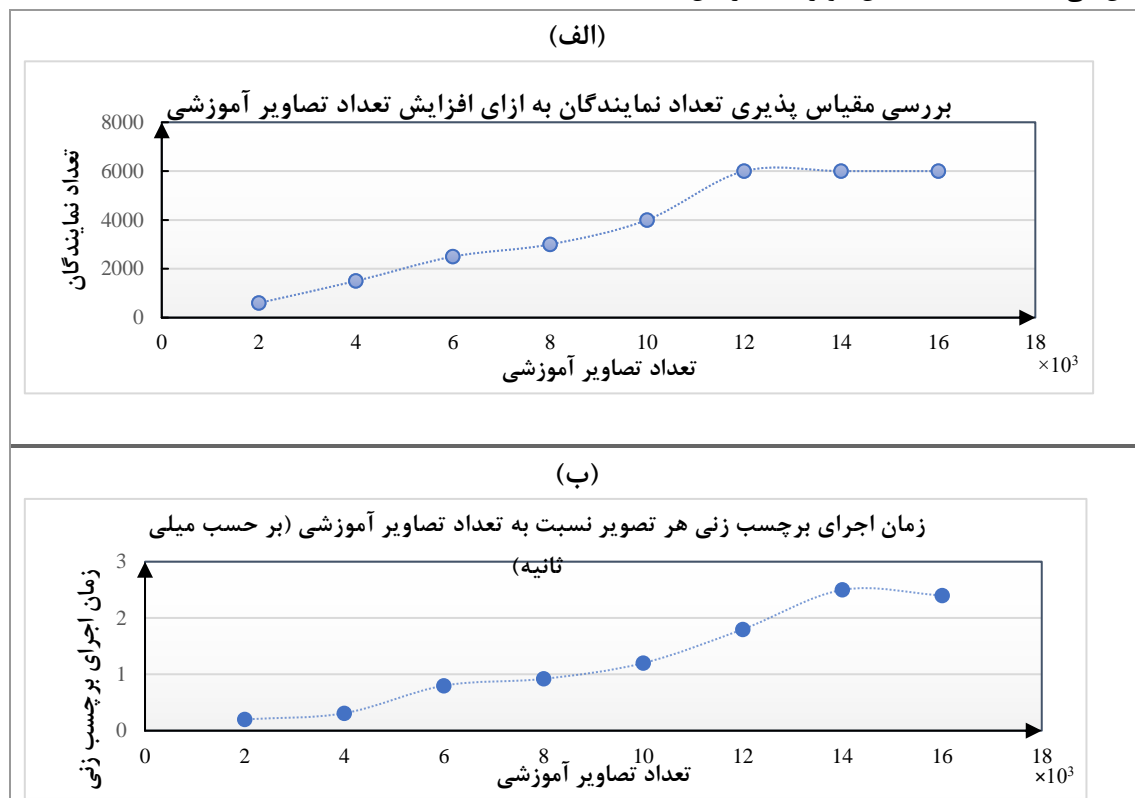 (الف)
بررسی مقیاس پذیری تعداد نمایندگان به ازای افزایش تعداد تصاویر آموزشی
8000
6000
4000
2000
0
تعداد نمایندگان
0 2 4 6 8 10 12 14 16 18
×10³
تعداد تصاویر آموزشی
(ب)
زمان اجرای برچسب زنی هر تصویر نسبت به تعداد تصاویر آموزشی (بر حسب میلی
ثانیه)
3
2
1
0
زمان اجرای برچسب زنی
0 2 4 6 8 10 12 14 16 18
×10³
تعداد تصاویر آموزشی